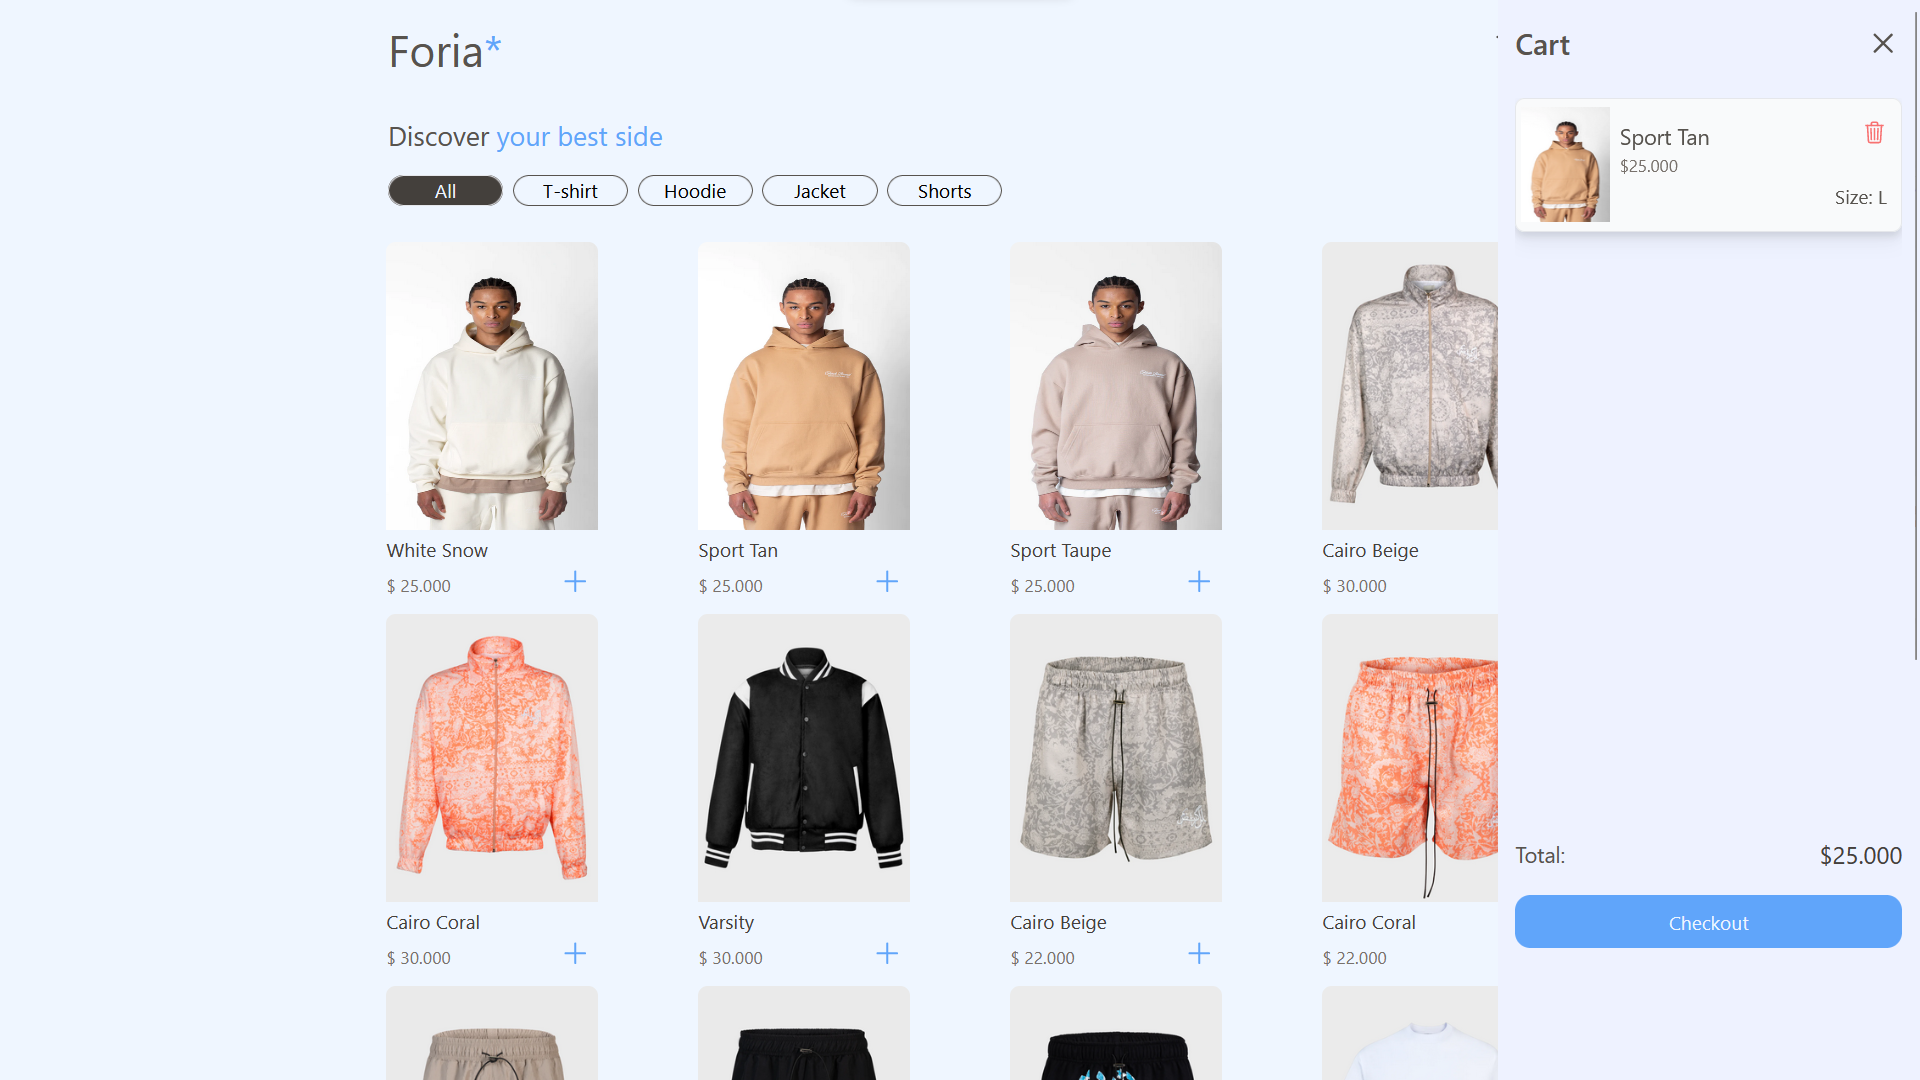 Foria*
Discover your best side
All
T-shirt
Hoodie
Jacket
Shorts
White Snow
$ 25.000
Sport Tan
$ 25.000
Sport Taupe
$ 25.000
Cairo Beige
$ 30.000
Cairo Coral
$ 30.000
Varsity
$ 30.000
Cairo Beige
$ 22.000
Cairo Coral
$ 22.000
Cart
Sport Tan
$25.000
Size: L
Total:
$25.000
Checkout